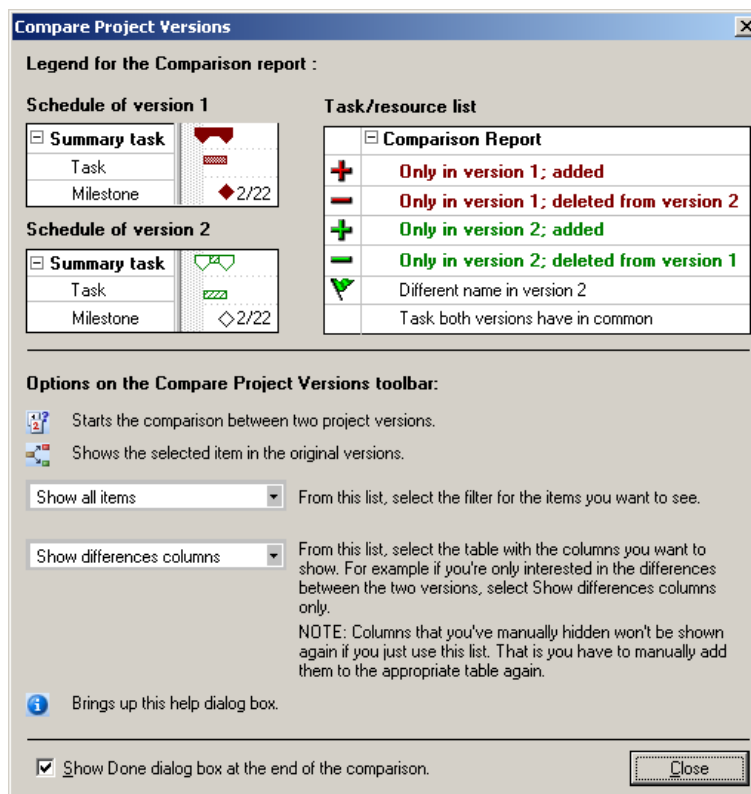 Compare Project Versions
Legend for the Comparison report :
Schedule of version 1
Summary task
Task
Milestone
2/22
Schedule of version 2
Summary task
Task
Milestone
2/22
Task/resource list
Comparison Report
Only in version 1; added
Only in version 1; deleted from version 2
Only in version 2; added
Only in version 2; deleted from version 1
Different name in version 2
Task both versions have in common
Options on the Compare Project Versions toolbar:
Starts the comparison between two project versions.
Shows the selected item in the original versions.
Show all items
From this list, select the filter for the items you want to see.
Show differences columns
From this list, select the table with the columns you want to
show. For example if you're only interested in the differences
between the two versions, select Show differences columns
only.
NOTE: Columns that you've manually hidden won't be shown
again if you just use this list. That is you have to manually add
them to the appropriate table again.
Brings up this help dialog box.
Show Done dialog box at the end of the comparison.
Close